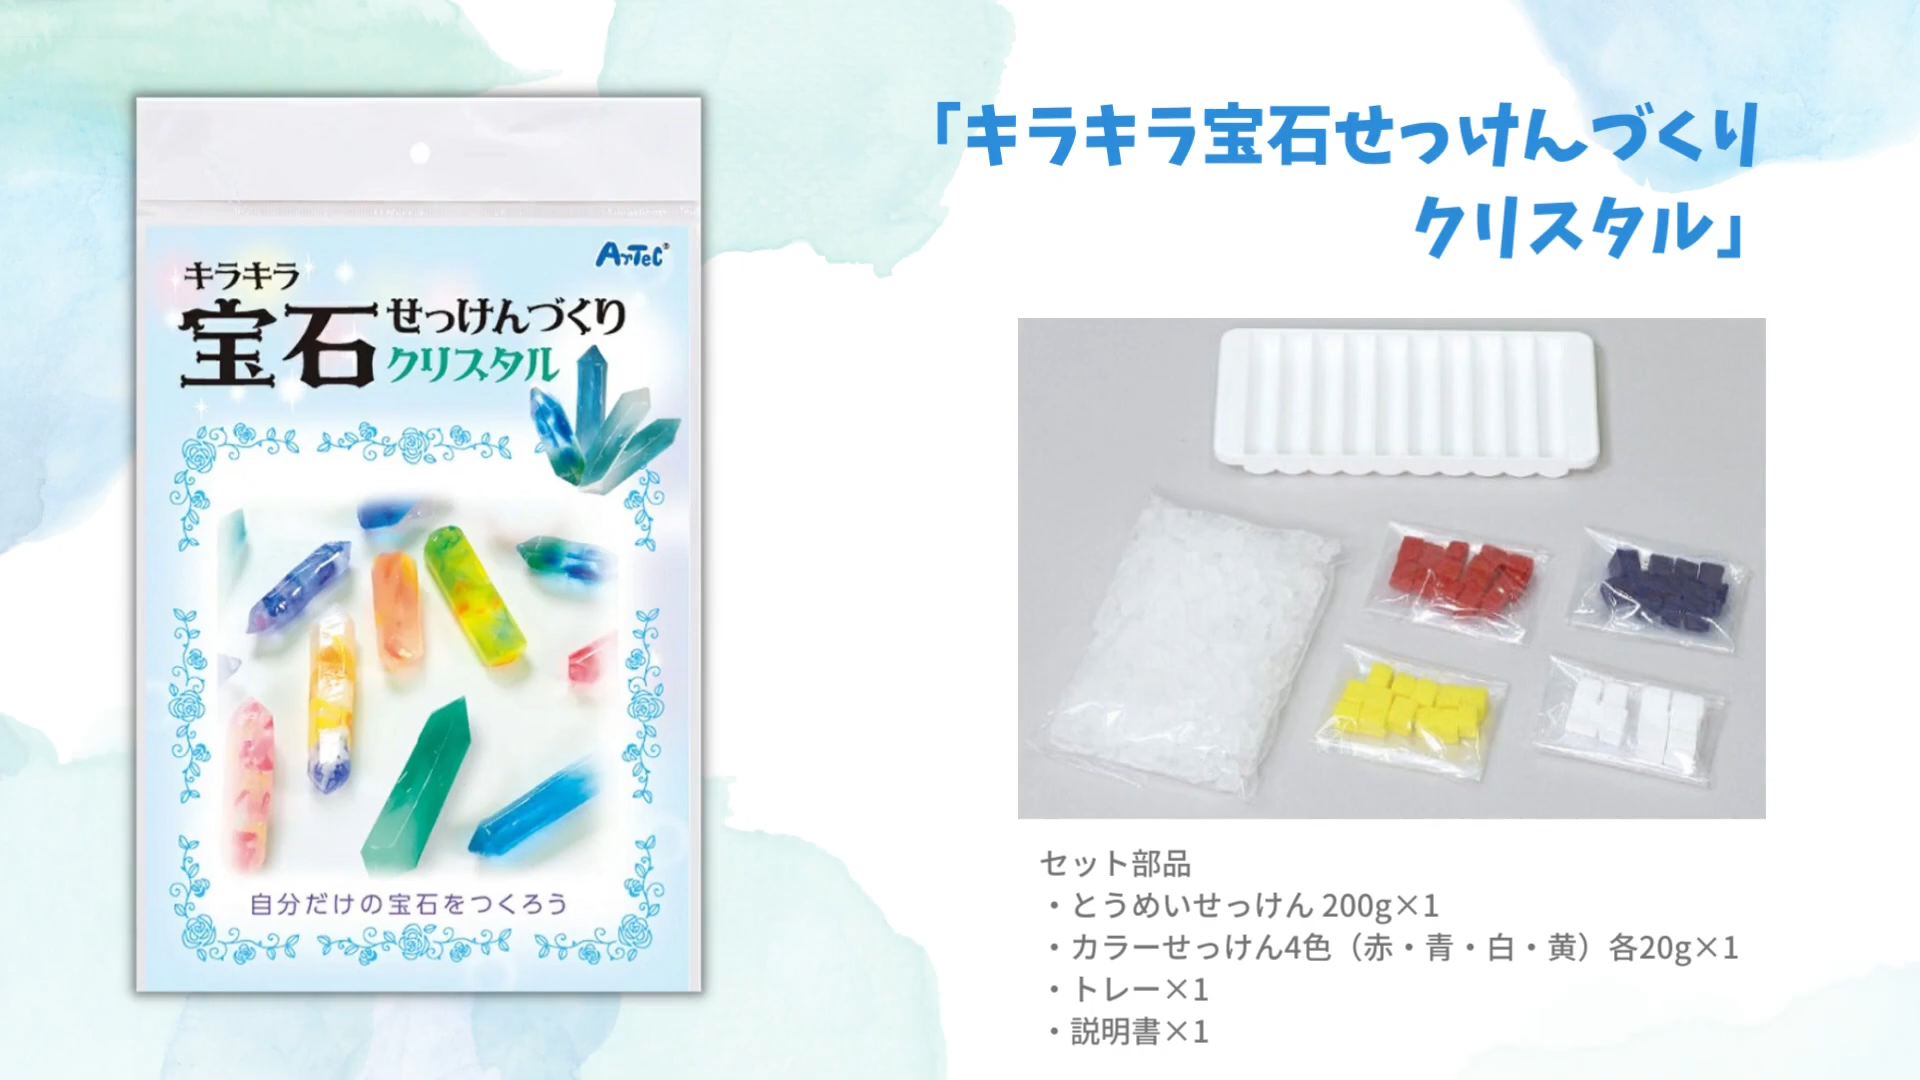 「キラキラ宝石せっけんづくり
クリスタル」
ArTeC®
キラキラ
宝石せっけんづくり
クリスタル
自分だけの宝石をつくろう
セット部品
・とうめいせっけん 200g×1
・カラーせっけん4色（赤・青・白・黄）各20g×1
・トレー×1
・説明書×1